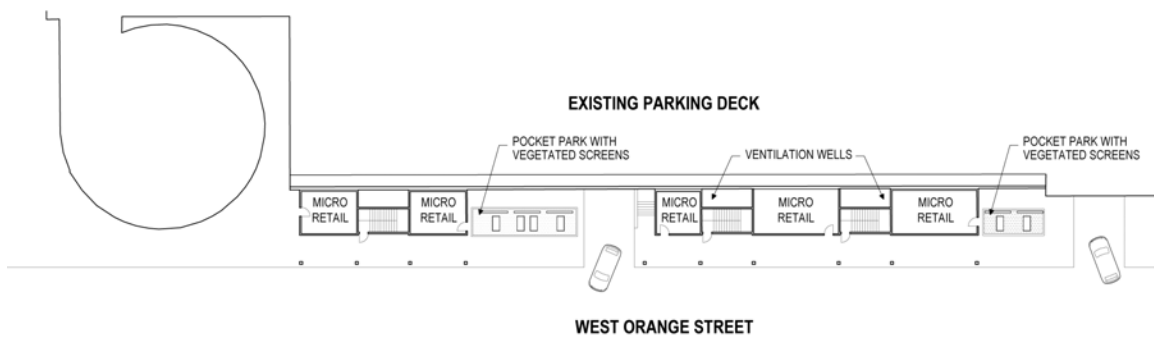 EXISTING PARKING DECK
POCKET PARK WITH
VEGETATED SCREENS
VENTILATION WELLS
POCKET PARK WITH
VEGETATED SCREENS
MICRO
RETAIL
MICRO
RETAIL
MICRO
RETAIL
MICRO
RETAIL
MICRO
RETAIL
WEST ORANGE STREET